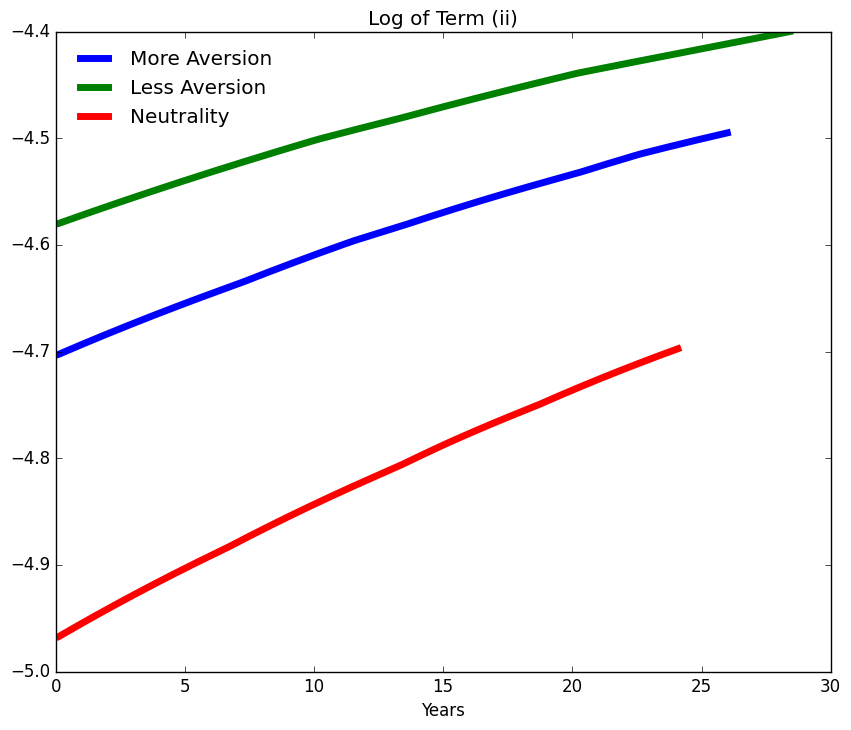 Log of Term (ii)
More Aversion
Less Aversion
Neutrality
−4.4
−4.5
−4.6
−4.7
−4.8
−4.9
−5.0
0 5 10 15 20 25 30
Years